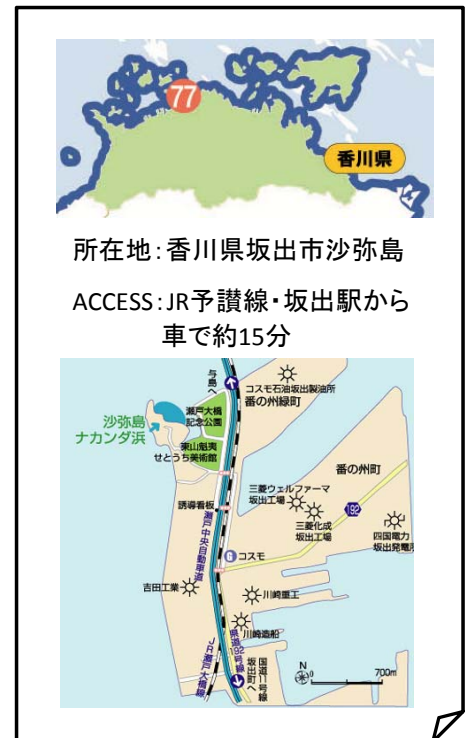 77
香川県
所在地：香川県坂出市沙弥島
ACCESS：JR予讃線・坂出駅から
車で約15分
与島へ
コスモ石油坂出製油所
番の州緑町
瀬戸大橋
記念公園
沙弥島
ナカンダ浜
東山魁夷
せとうち美術館
番の州町
三菱ウェルファーマ
坂出工場
192
誘導看板
三菱化成
坂出工場
四国電力
坂出発電所
瀬戸中央自動車道
G コスモ
吉田工業
川崎重工
川崎造船
県道192号線
国道11号線
坂出町へ
JR瀬戸大橋線
N
0
700m